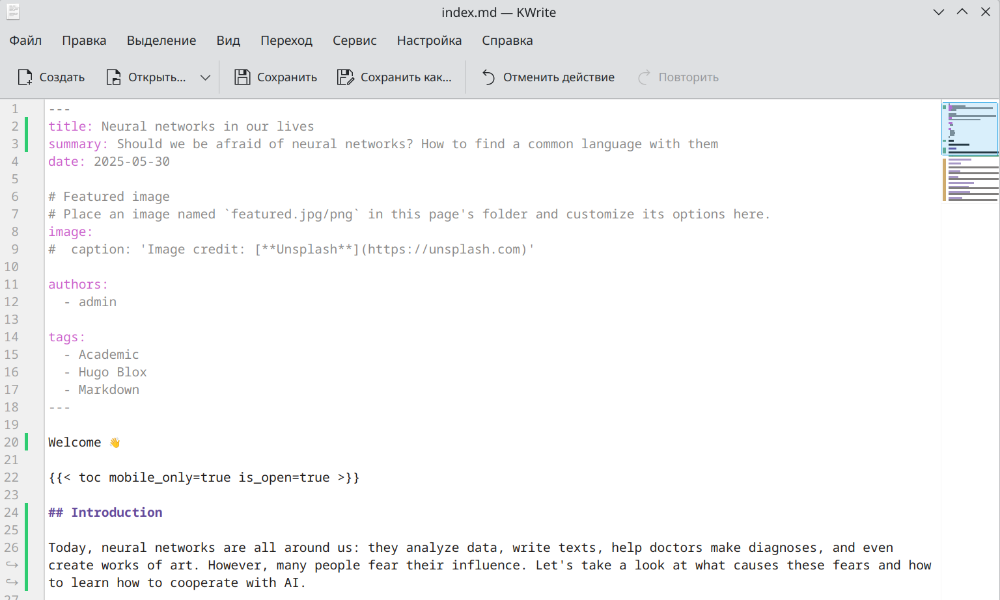 index.md — KWrite
Файл Правка Выделение Вид Переход Сервис Настройка Справка
Создать Открыть... Сохранить Сохранить как... Отменить действие Повторить
1 ---
2 title: Neural networks in our lives
3 summary: Should we be afraid of neural networks? How to find a common language with them
4 date: 2025-05-30
5
6 # Featured image
7 # Place an image named `featured.jpg/png` in this page's folder and customize its options here.
8 image:
9 #  caption: 'Image credit: [**Unsplash**](https://unsplash.com)'
10
11 authors:
12   - admin
13
14 tags:
15   - Academic
16   - Hugo Blox
17   - Markdown
18 ---
19
20 Welcome 👋
21
22 {{< toc mobile_only=true is_open=true >}}
23
24 ## Introduction
25
26 Today, neural networks are all around us: they analyze data, write texts, help doctors make diagnoses, and even
create works of art. However, many people fear their influence. Let's take a look at what causes these fears and how
to learn how to cooperate with AI.
27